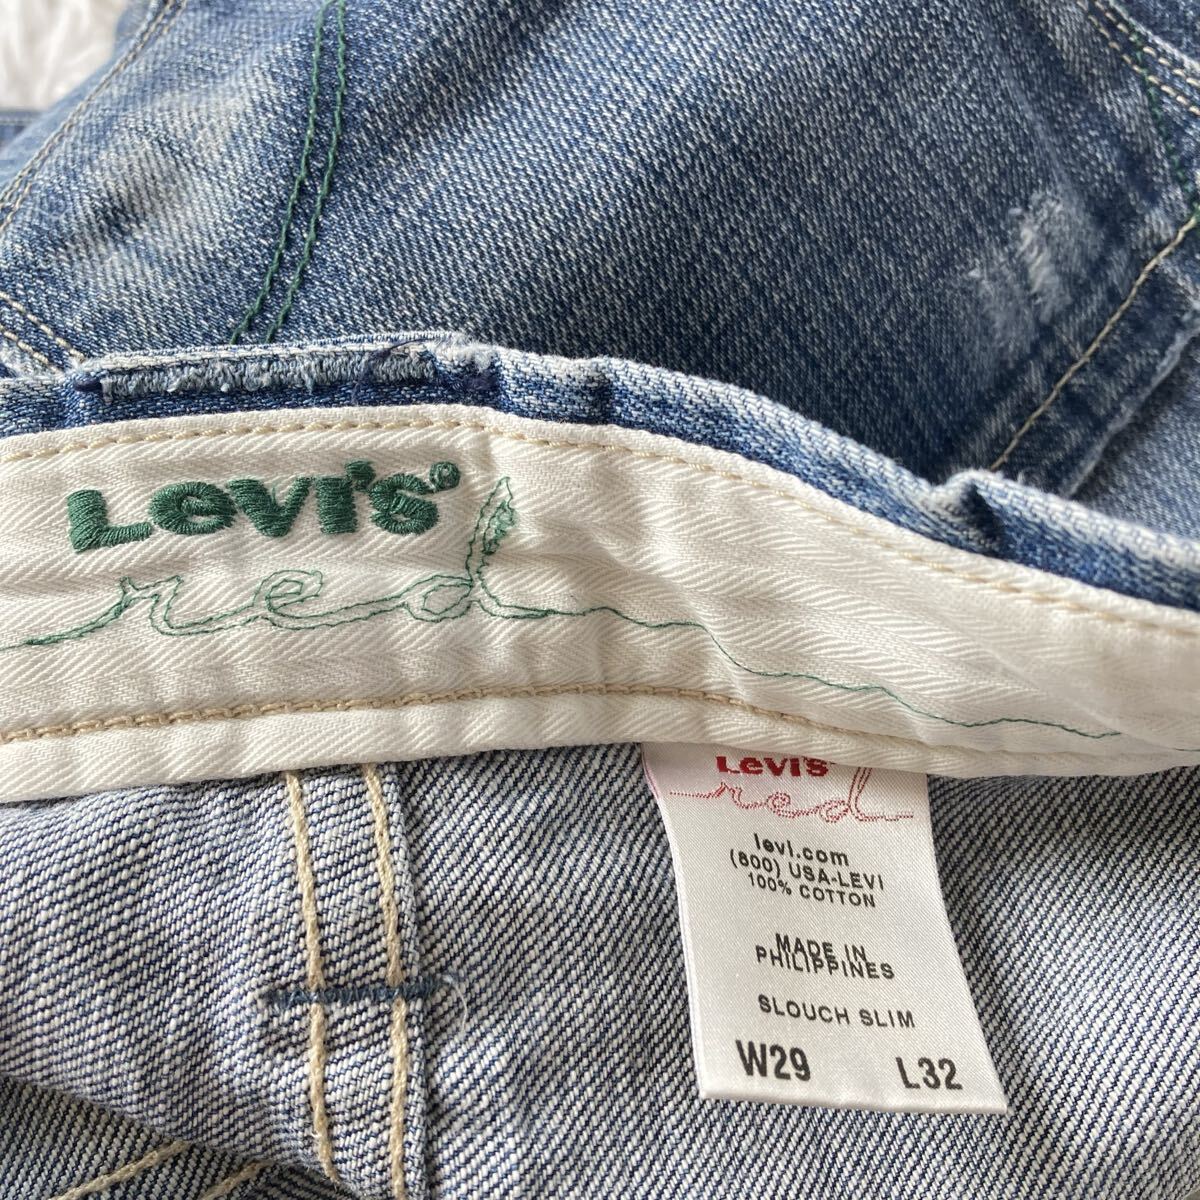 Levi's®
red
Levi's®
red
levi.com
(800) USA-LEVI
100% COTTON
MADE IN
PHILIPPINES
SLOUCH SLIM
W29 L32